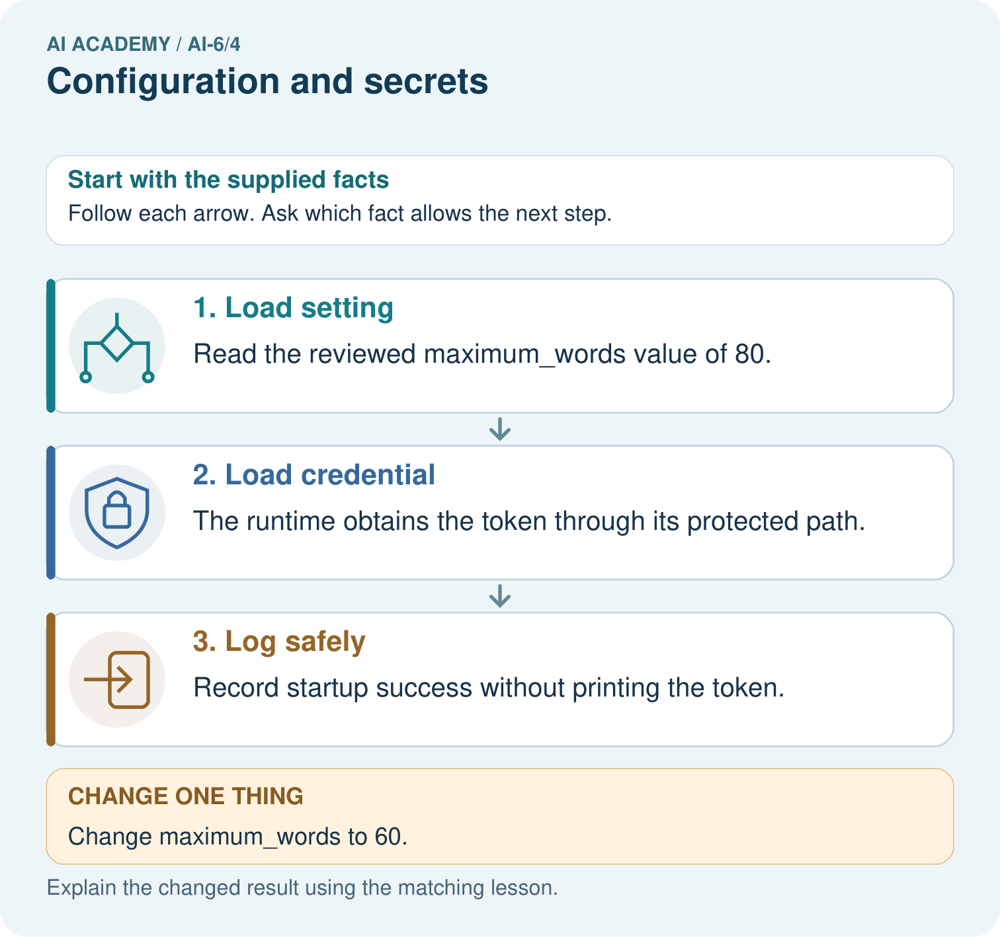 AI ACADEMY / AI-6/4
Configuration and secrets
Start with the supplied facts
Follow each arrow. Ask which fact allows the next step.
1. Load setting
Read the reviewed maximum_words value of 80.
2. Load credential
The runtime obtains the token through its protected path.
3. Log safely
Record startup success without printing the token.
CHANGE ONE THING
Change maximum_words to 60.
Explain the changed result using the matching lesson.